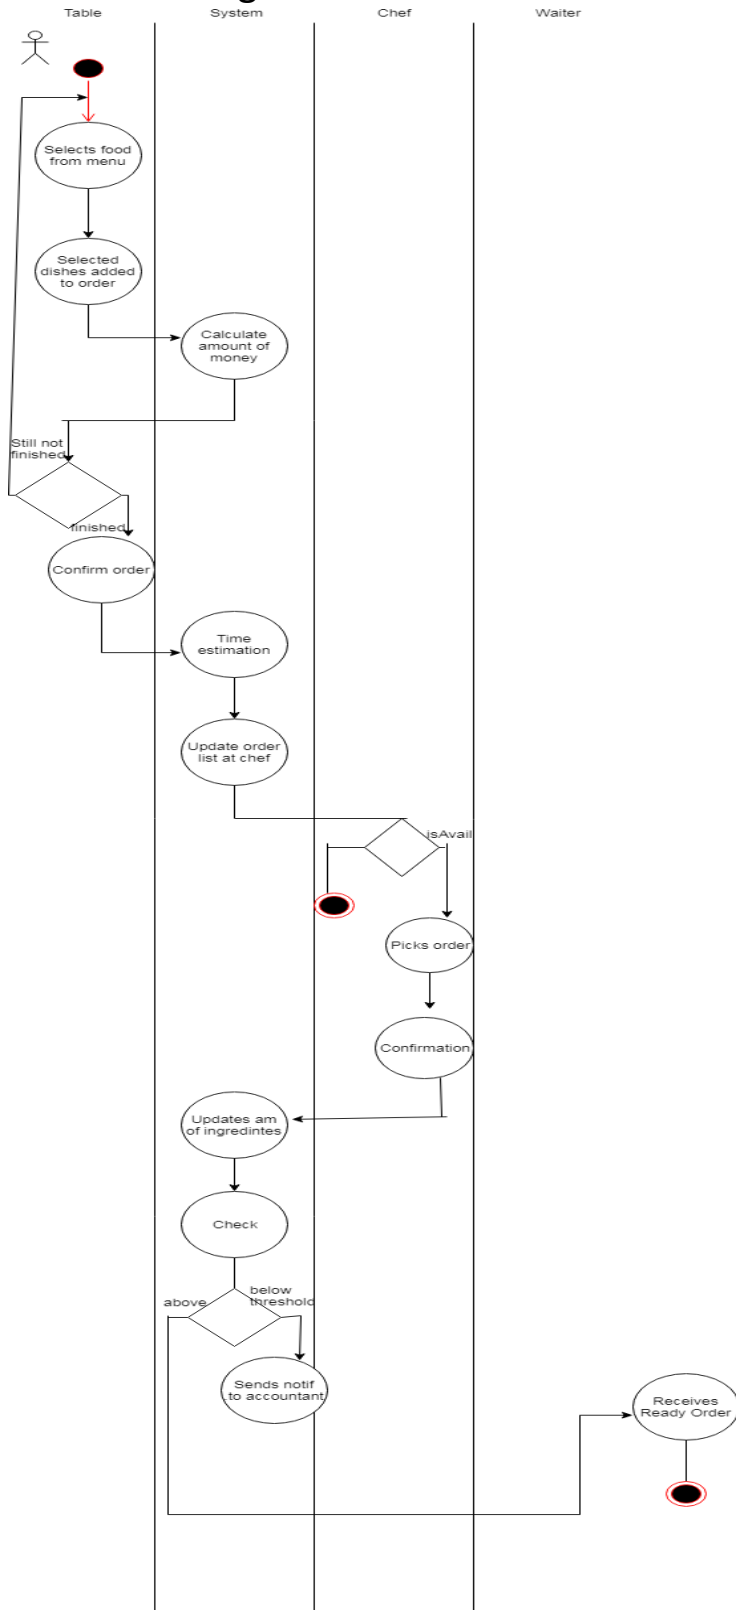 Table
System
Chef
Waiter
Selects food
from menu
Selected
dishes added
to order
Calculate
amount of
money
Still not
finished
finished
Confirm order
Time
estimation
Update order
list at chef
isAvail
Picks order
Confirmation
Updates am
of ingredintes
Check
above
below
threshold
Sends notif
to accountant
Receives
Ready Order